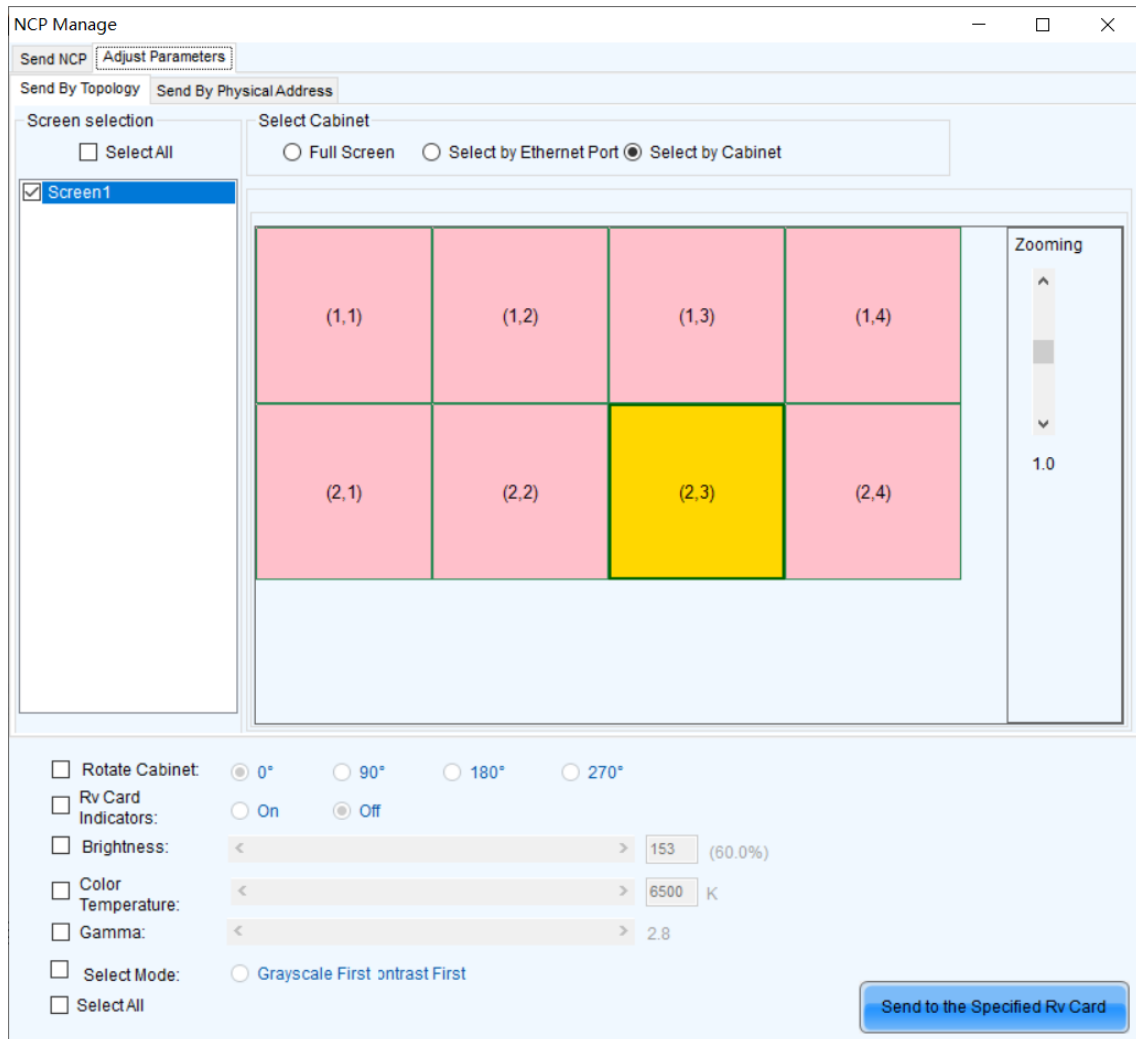 NCP Manage
Send NCP Adjust Parameters
Send By Topology Send By Physical Address
Screen selection Select Cabinet
Select All Full Screen Select by Ethernet Port Select by Cabinet
Screen1
Zooming
(1,1) (1,2) (1,3) (1,4)
1.0
(2,1) (2,2) (2,3) (2,4)
Rotate Cabinet: 0° 90° 180° 270°
Rv Card
Indicators: On Off
Brightness: 153 (60.0%)
Color
Temperature: 6500 K
Gamma: 2.8
Select Mode: Grayscale First ontrast First
Select All
Send to the Specified Rv Card